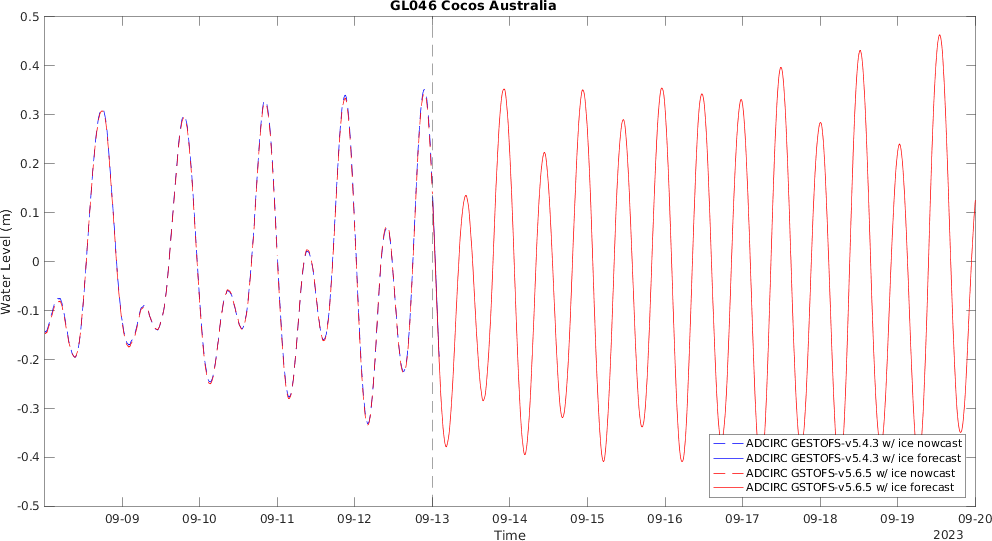 GL046 Cocos Australia
0.5
0.4
0.3
0.2
0.1
0
-0.1
-0.2
-0.3
-0.4
-0.5
Water Level (m)
ADCIRC GESTOFS-v5.4.3 w/ ice nowcast
ADCIRC GESTOFS-v5.4.3 w/ ice forecast
ADCIRC GSTOFS-v5.6.5 w/ ice nowcast
ADCIRC GSTOFS-v5.6.5 w/ ice forecast
09-09 09-10 09-11 09-12 09-13 09-14 09-15 09-16 09-17 09-18 09-19 09-20
Time
2023